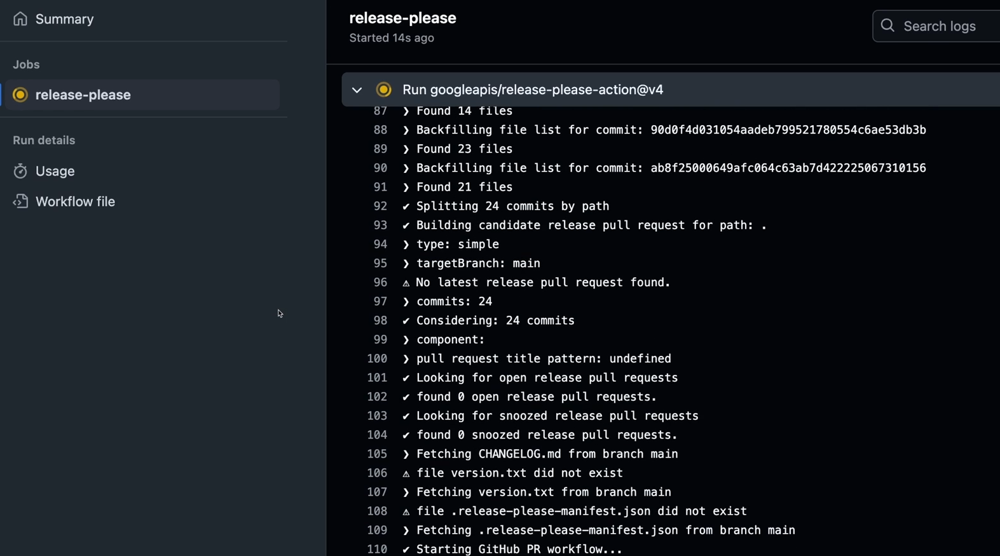 Summary
Jobs
release-please
Run details
Usage
Workflow file
release-please
Started 14s ago
Search logs
Run googleapis/release-please-action@v4
87 ❯ Found 14 files
88 ❯ Backfilling file list for commit: 90d0f4d031054aadeb799521780554c6ae53db3b
89 ❯ Found 23 files
90 ❯ Backfilling file list for commit: ab8f25000649afc064c63ab7d422225067310156
91 ❯ Found 21 files
92 ✔ Splitting 24 commits by path
93 ✔ Building candidate release pull request for path: .
94 ❯ type: simple
95 ❯ targetBranch: main
96 ⚠ No latest release pull request found.
97 ❯ commits: 24
98 ✔ Considering: 24 commits
99 ❯ component:
100 ❯ pull request title pattern: undefined
101 ✔ Looking for open release pull requests
102 ✔ found 0 open release pull requests.
103 ✔ Looking for snoozed release pull requests
104 ✔ found 0 snoozed release pull requests.
105 ❯ Fetching CHANGELOG.md from branch main
106 ⚠ file version.txt did not exist
107 ❯ Fetching version.txt from branch main
108 ⚠ file .release-please-manifest.json did not exist
109 ❯ Fetching .release-please-manifest.json from branch main
110 ✔ Starting GitHub PR workflow...